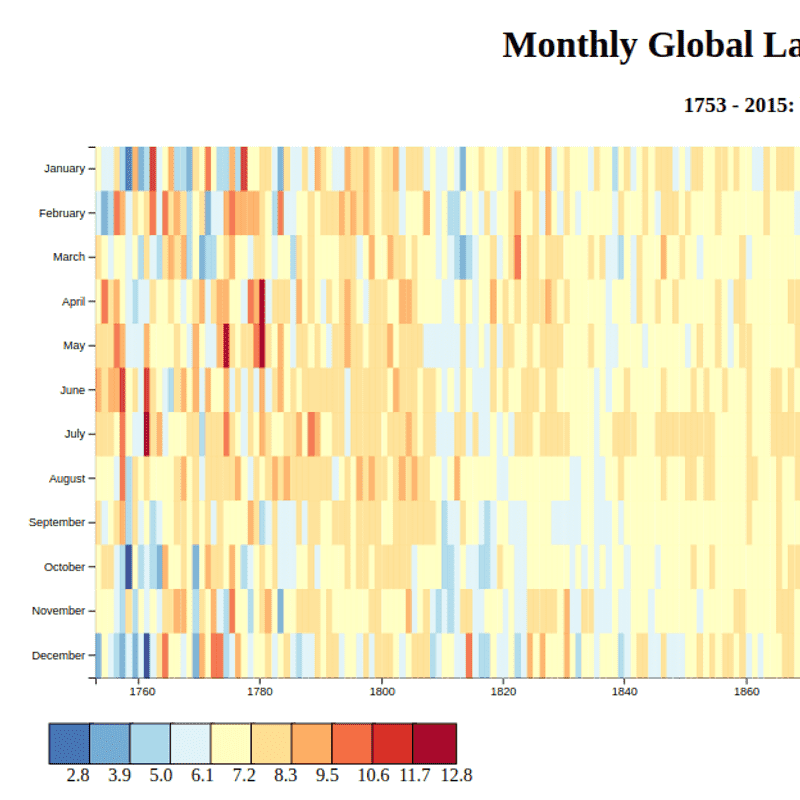 Monthly Global La
1753 - 2015:
January
February
March
April
May
June
July
August
September
October
November
December
1760 1780 1800 1820 1840 1860
2.8 3.9 5.0 6.1 7.2 8.3 9.5 10.6 11.7 12.8